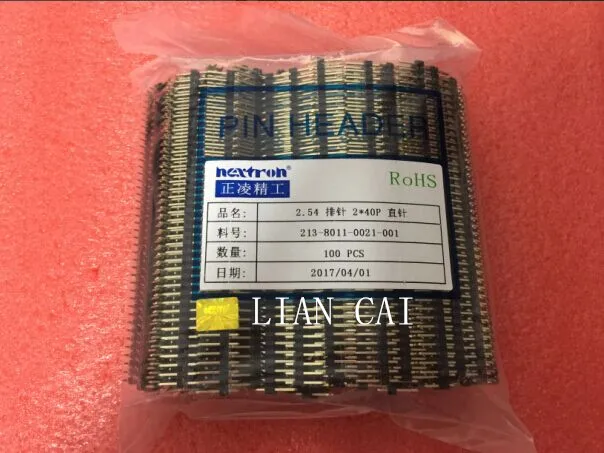 PIN HEADER
nextron®
正凌精工
RoHS
品名: 2.54 排针 2*40P 直针
料号: 213-8011-0021-001
数量: 100 PCS
日期: 2017/04/01
LIAN CAI